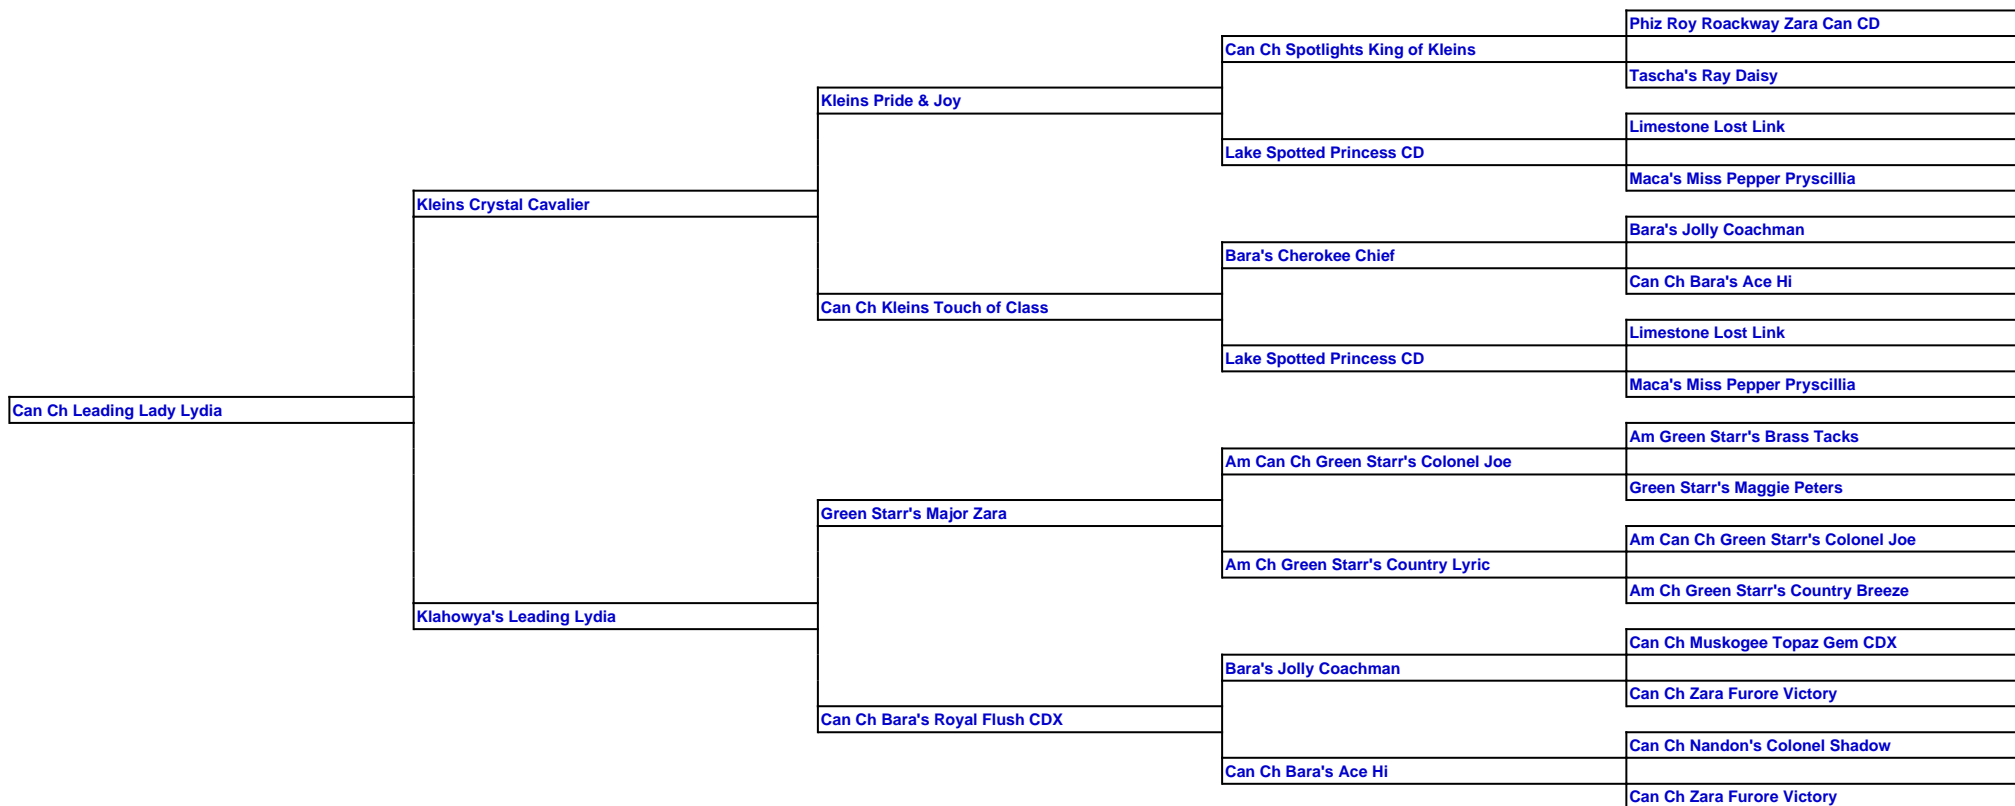 Phiz Roy Roackway Zara Can CD
Can Ch Spotlights King of Kleins
Tascha's Ray Daisy
Kleins Pride & Joy
Limestone Lost Link
Lake Spotted Princess CD
Maca's Miss Pepper Pryscillia
Kleins Crystal Cavalier
Bara's Jolly Coachman
Bara's Cherokee Chief
Can Ch Bara's Ace Hi
Can Ch Kleins Touch of Class
Limestone Lost Link
Lake Spotted Princess CD
Maca's Miss Pepper Pryscillia
Can Ch Leading Lady Lydia
Am Green Starr's Brass Tacks
Am Can Ch Green Starr's Colonel Joe
Green Starr's Maggie Peters
Green Starr's Major Zara
Am Can Ch Green Starr's Colonel Joe
Am Ch Green Starr's Country Lyric
Am Ch Green Starr's Country Breeze
Klahowya's Leading Lydia
Can Ch Muskogee Topaz Gem CDX
Bara's Jolly Coachman
Can Ch Zara Furore Victory
Can Ch Bara's Royal Flush CDX
Can Ch Nandon's Colonel Shadow
Can Ch Bara's Ace Hi
Can Ch Zara Furore Victory